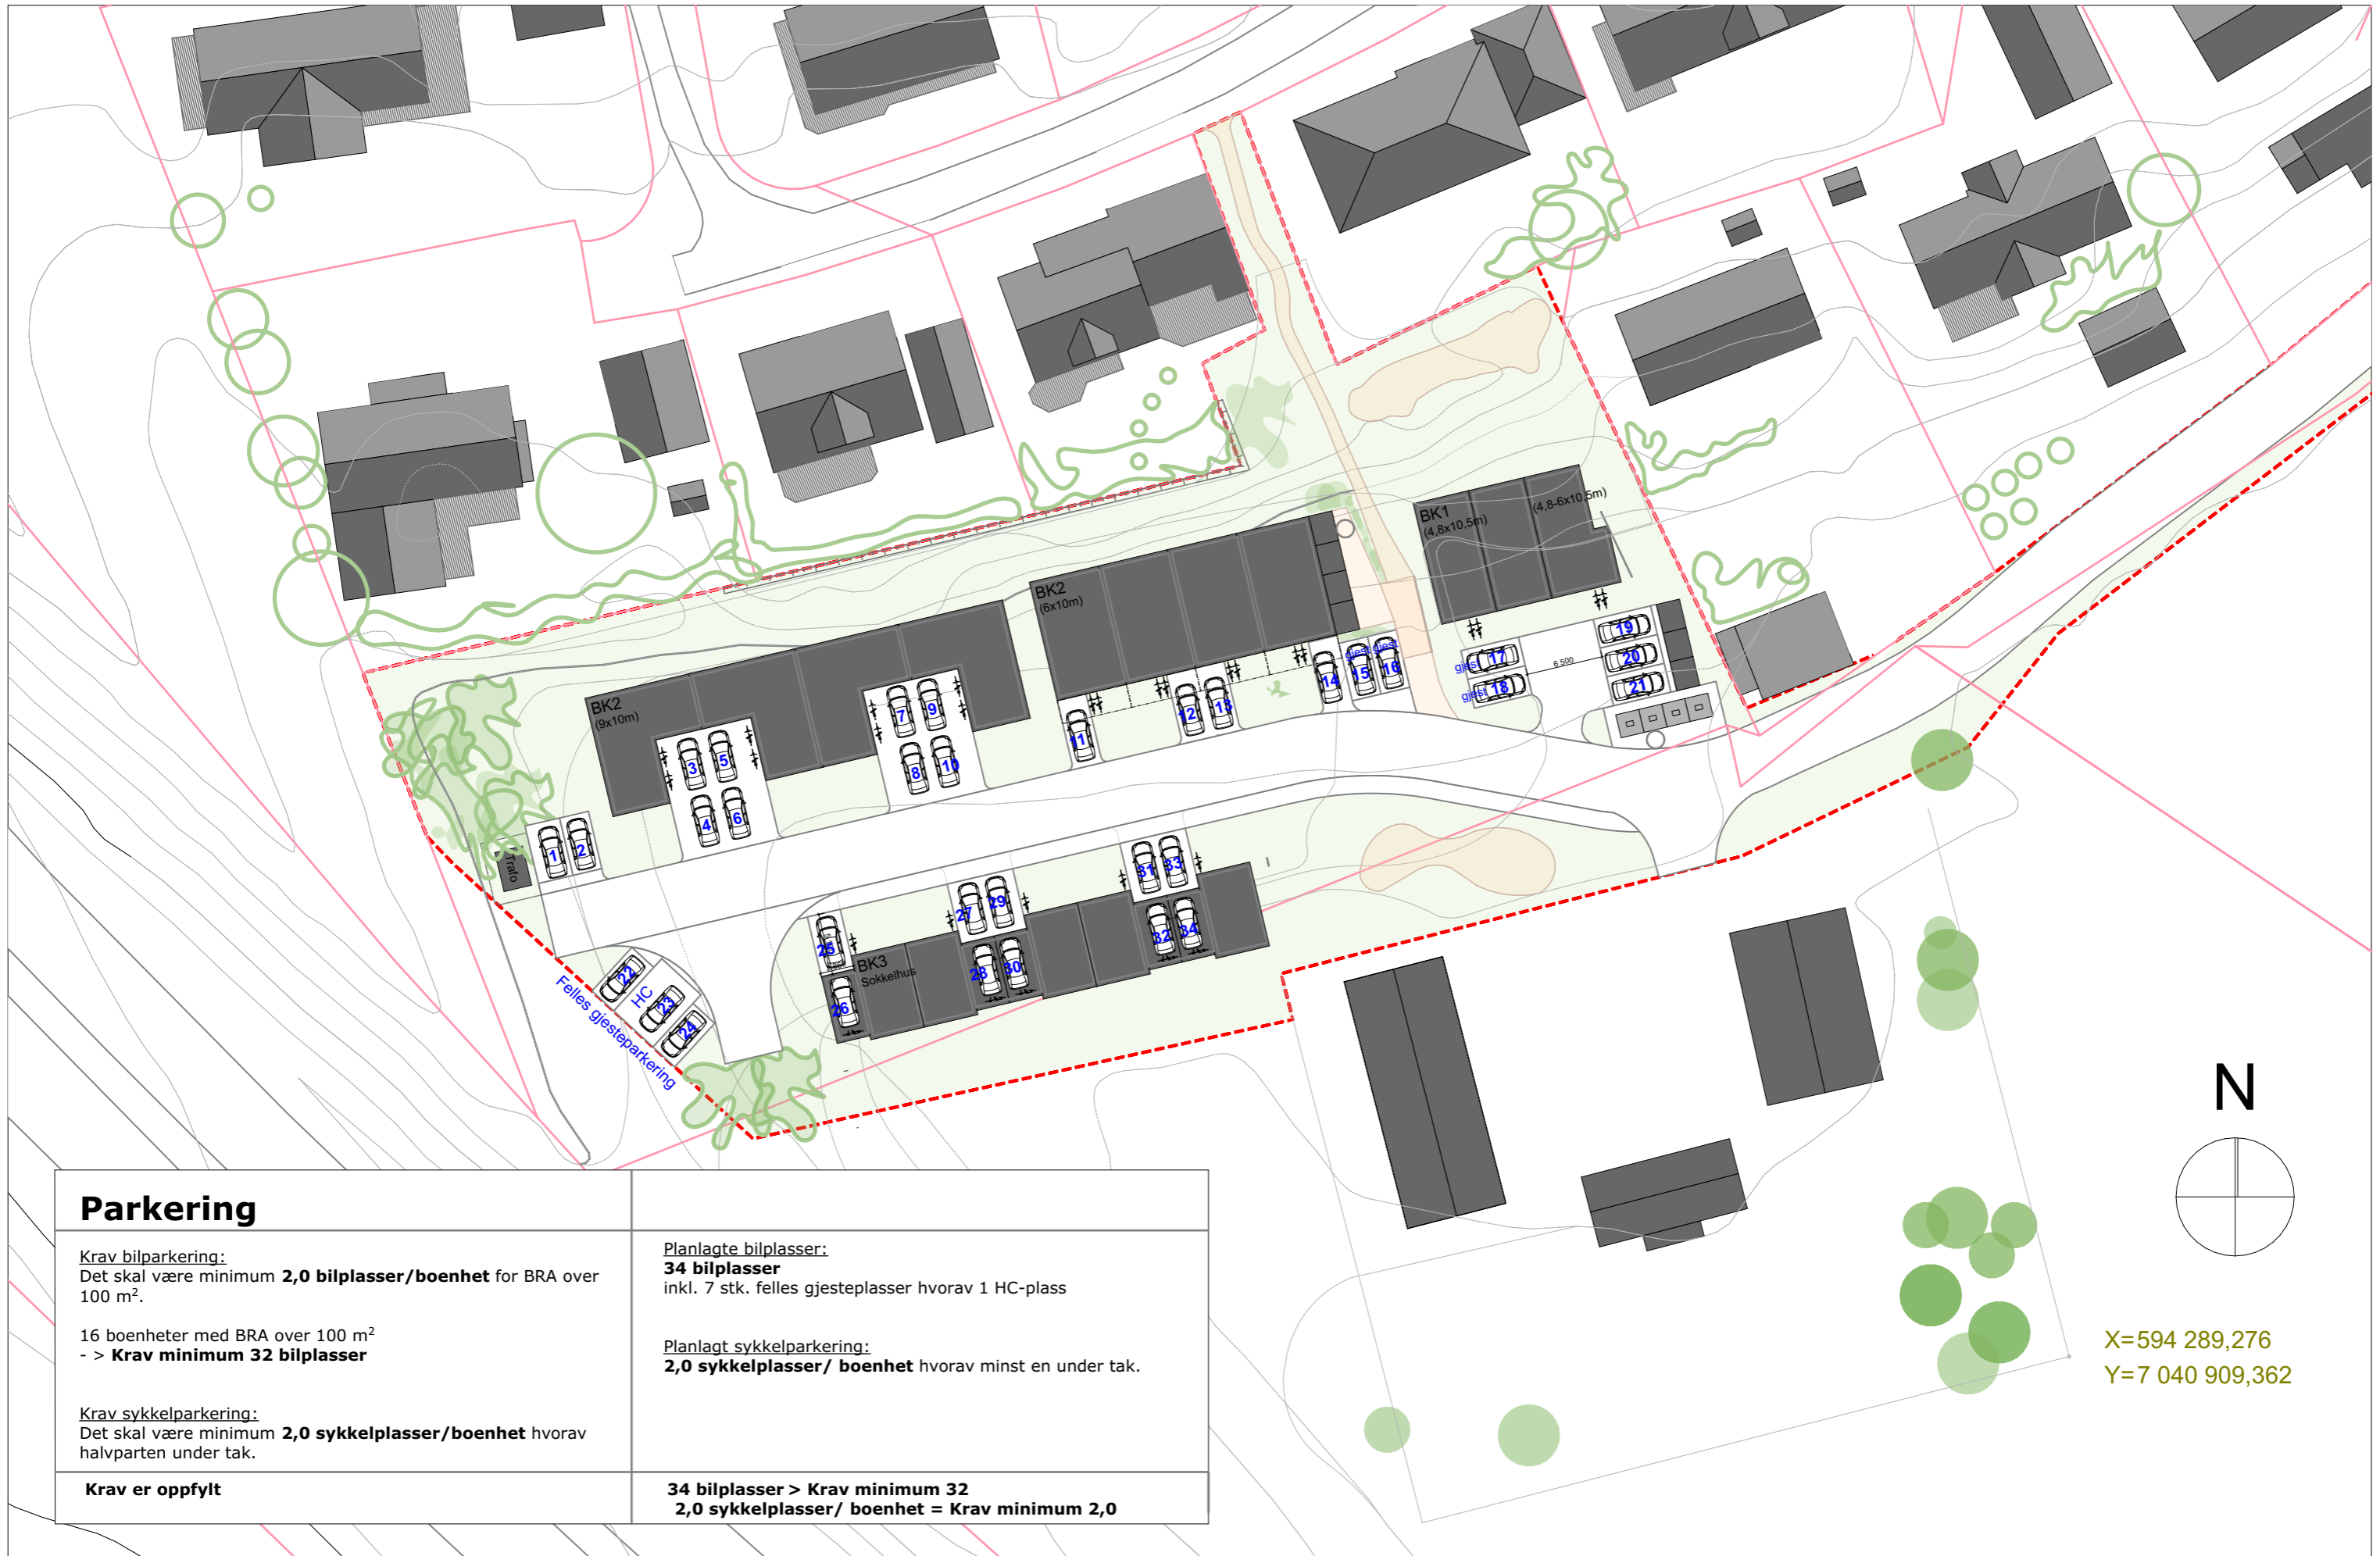 BK1
(4,8x10,5m)
(4,8-6x10,5m)
BK2
(6x10m)
BK2
(9x10m)
19
20
21
6.500
gjest
17
gjest
18
gjest
gjest
14
15
16
12
13
11
7
9
8
10
3
5
4
6
1
2
Trafo
31
33
32
34
27
29
28
30
25
26
BK3
Sokkelhus
22
HC
23
24
Felles gjesteparkering
N
X=594 289,276
Y=7 040 909,362
Parkering
Krav bilparkering:
Det skal være minimum 2,0 bilplasser/boenhet for BRA over
100 m².
16 boenheter med BRA over 100 m²
- > Krav minimum 32 bilplasser
Krav sykkelparkering:
Det skal være minimum 2,0 sykkelplasser/boenhet hvorav
halvparten under tak.
Planlagte bilplasser:
34 bilplasser
inkl. 7 stk. felles gjesteplasser hvorav 1 HC-plass
Planlagt sykkelparkering:
2,0 sykkelplasser/ boenhet hvorav minst en under tak.
Krav er oppfylt
34 bilplasser > Krav minimum 32
2,0 sykkelplasser/ boenhet = Krav minimum 2,0